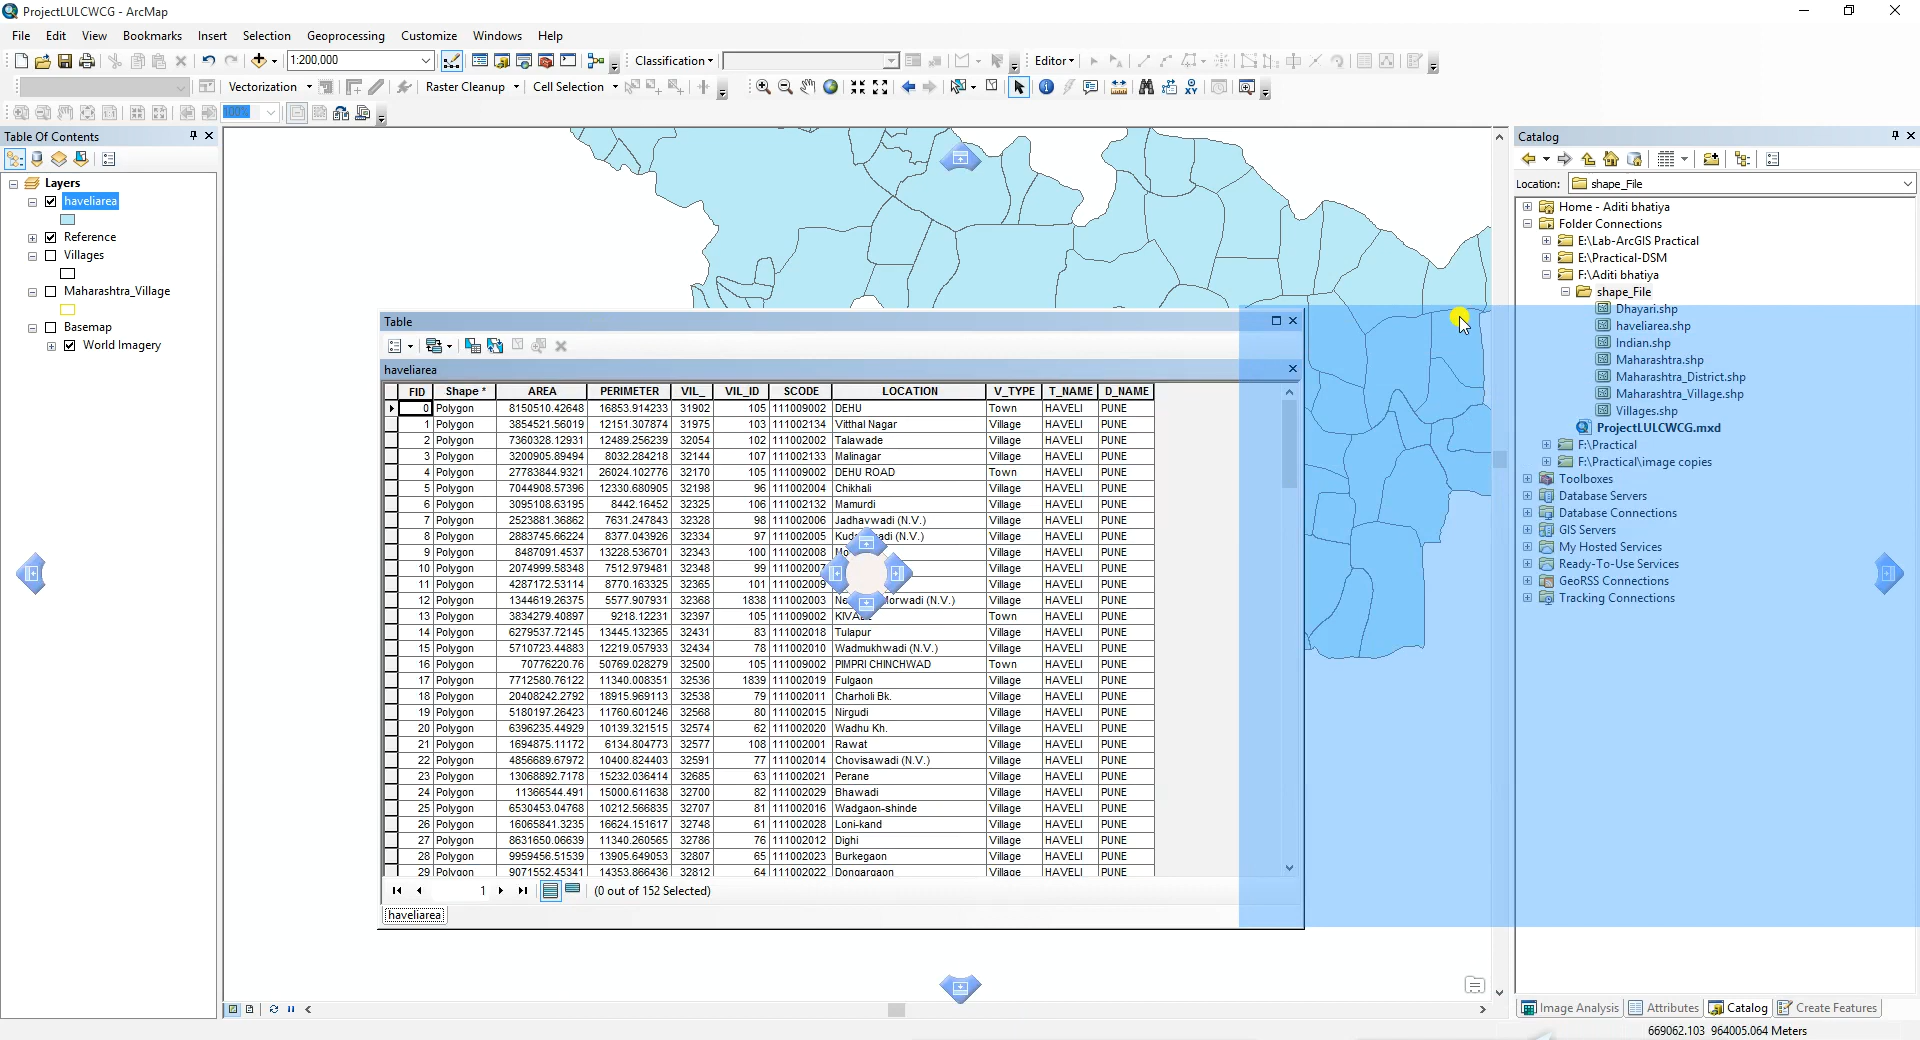 ProjectLULCWCG - ArcMap
File Edit View Bookmarks Insert Selection Geoprocessing Customize Windows Help
1:200,000 Classification Editor
Vectorization Raster Cleanup Cell Selection
100%
Table Of Contents
Layers
haveliarea
Reference
Villages
Maharashtra_Village
Basemap
World Imagery
Table
haveliarea
FID Shape * AREA PERIMETER VIL_ VIL_ID SCODE LOCATION V_TYPE T_NAME D_NAME
0 Polygon 8150510.42648 16853.914233 31902 105 111009002 DEHU Town HAVELI PUNE
1 Polygon 3854521.56019 12151.307874 31975 103 111002134 Vitthal Nagar Village HAVELI PUNE
2 Polygon 7360328.12931 12489.256239 32054 102 111002002 Talawade Village HAVELI PUNE
3 Polygon 3200905.89494 8032.284218 32144 107 111002133 Malinagar Village HAVELI PUNE
4 Polygon 27783844.9321 26024.102776 32170 105 111009002 DEHU ROAD Town HAVELI PUNE
5 Polygon 7044908.57396 12330.680905 32198 96 111002004 Chikhali Village HAVELI PUNE
6 Polygon 3095108.63195 8442.16452 32325 106 111002132 Mamurdi Village HAVELI PUNE
7 Polygon 2523881.36862 7631.247843 32328 98 111002006 Jadhavwadi (N.V.) Village HAVELI PUNE
8 Polygon 2883745.66224 8377.043926 32334 97 111002005 (N.V.) Village HAVELI PUNE
9 Polygon 8487091.4537 13228.536701 32343 100 111002008 Village HAVELI PUNE
10 Polygon 2074999.58348 7512.979481 32348 99 111002007 Village HAVELI PUNE
11 Polygon 4287172.53114 8770.163325 32365 101 111002009 Village HAVELI PUNE
12 Polygon 1344619.26375 5577.907931 32368 1838 111002003 Morwadi (N.V.) Village HAVELI PUNE
13 Polygon 3834279.40897 9218.12231 32397 105 111009002 Town HAVELI PUNE
14 Polygon 6279537.72145 13445.132365 32431 83 111002018 Tulapur Village HAVELI PUNE
15 Polygon 5710723.44883 12219.057933 32434 78 111002010 Wadmukhwadi (N.V.) Village HAVELI PUNE
16 Polygon 70776220.76 50769.028279 32500 105 111009002 PIMPRI CHINCHWAD Town HAVELI PUNE
17 Polygon 7712580.76122 11340.008351 32536 1839 111002019 Fulgaon Village HAVELI PUNE
18 Polygon 20408242.2792 18915.969113 32538 79 111002011 Charholi Bk. Village HAVELI PUNE
19 Polygon 5180197.26423 11760.601246 32568 80 111002015 Nirgudi Village HAVELI PUNE
20 Polygon 6396235.44929 10139.321515 32574 62 111002020 Wadhu Kh. Village HAVELI PUNE
21 Polygon 1694875.11172 6134.804773 32577 108 111002001 Rawat Village HAVELI PUNE
22 Polygon 4856689.67972 10400.824403 32591 77 111002014 Chovisawadi (N.V.) Village HAVELI PUNE
23 Polygon 13068892.7178 15232.036414 32685 63 111002021 Perane Village HAVELI PUNE
24 Polygon 11366544.491 15000.611638 32700 82 111002029 Bhawadi Village HAVELI PUNE
25 Polygon 6530453.04768 10212.566835 32707 81 111002016 Wadgaon-shinde Village HAVELI PUNE
26 Polygon 16065841.3235 16624.151617 32748 61 111002028 Loni-kand Village HAVELI PUNE
27 Polygon 8631650.06639 11340.260565 32786 76 111002012 Dighi Village HAVELI PUNE
28 Polygon 9959456.51539 13905.649053 32807 65 111002023 Burkegaon Village HAVELI PUNE
29 Polygon 9071552.45341 14353.866436 32812 64 111002022 Dongargaon Village HAVELI PUNE
1 (0 out of 152 Selected)
haveliarea
Catalog
Location: shape_File
Home - Aditi bhatiya
Folder Connections
E:\Lab-ArcGIS Practical
E:\Practical-DSM
F:\Aditi bhatiya
shape_File
Dhayari.shp
haveliarea.shp
Indian.shp
Maharashtra.shp
Maharashtra_District.shp
Maharashtra_Village.shp
Villages.shp
ProjectLULCWCG.mxd
F:\Practical
F:\Practical\image copies
Toolboxes
Database Servers
Database Connections
GIS Servers
My Hosted Services
Ready-To-Use Services
GeoRSS Connections
Tracking Connections
Image Analysis Attributes Catalog Create Features
669062.103 964005.064 Meters